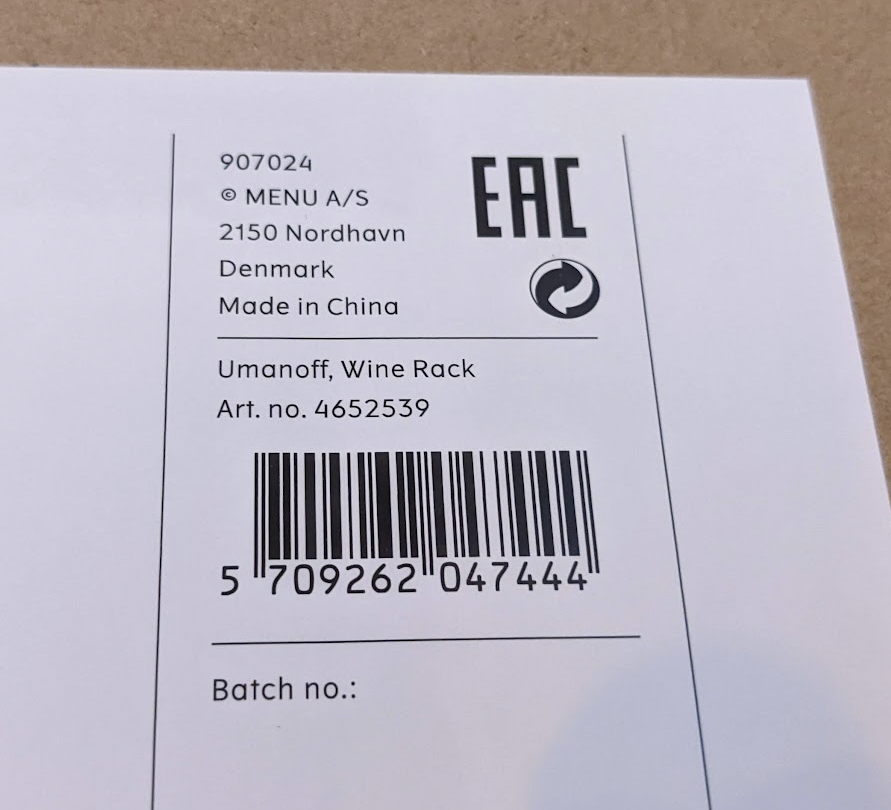 907024
© MENU A/S
2150 Nordhavn
Denmark
Made in China
EAC
Umanoff, Wine Rack
Art. no. 4652539
5 709262 047444
Batch no.: